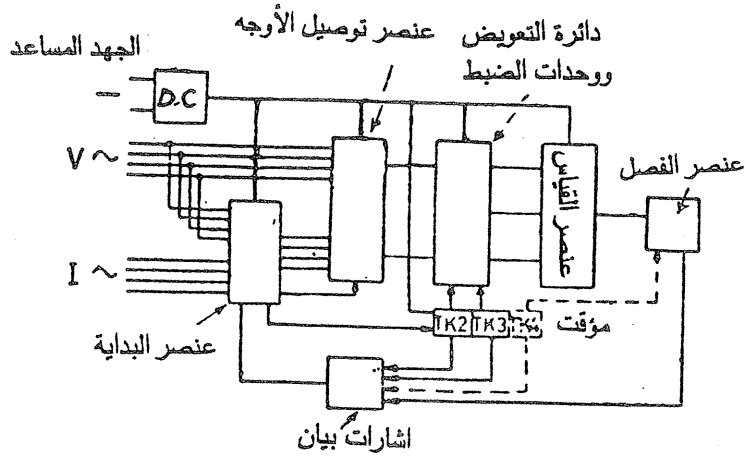 دائرة التعويض
ووحدات الضبط
عنصر توصيل الأوجه
الجهد المساعد
D.C
V ~
عنصر القياس
عنصر الفصل
I ~
TK2 TK3
مؤقت
عنصر البداية
اشارات بيان